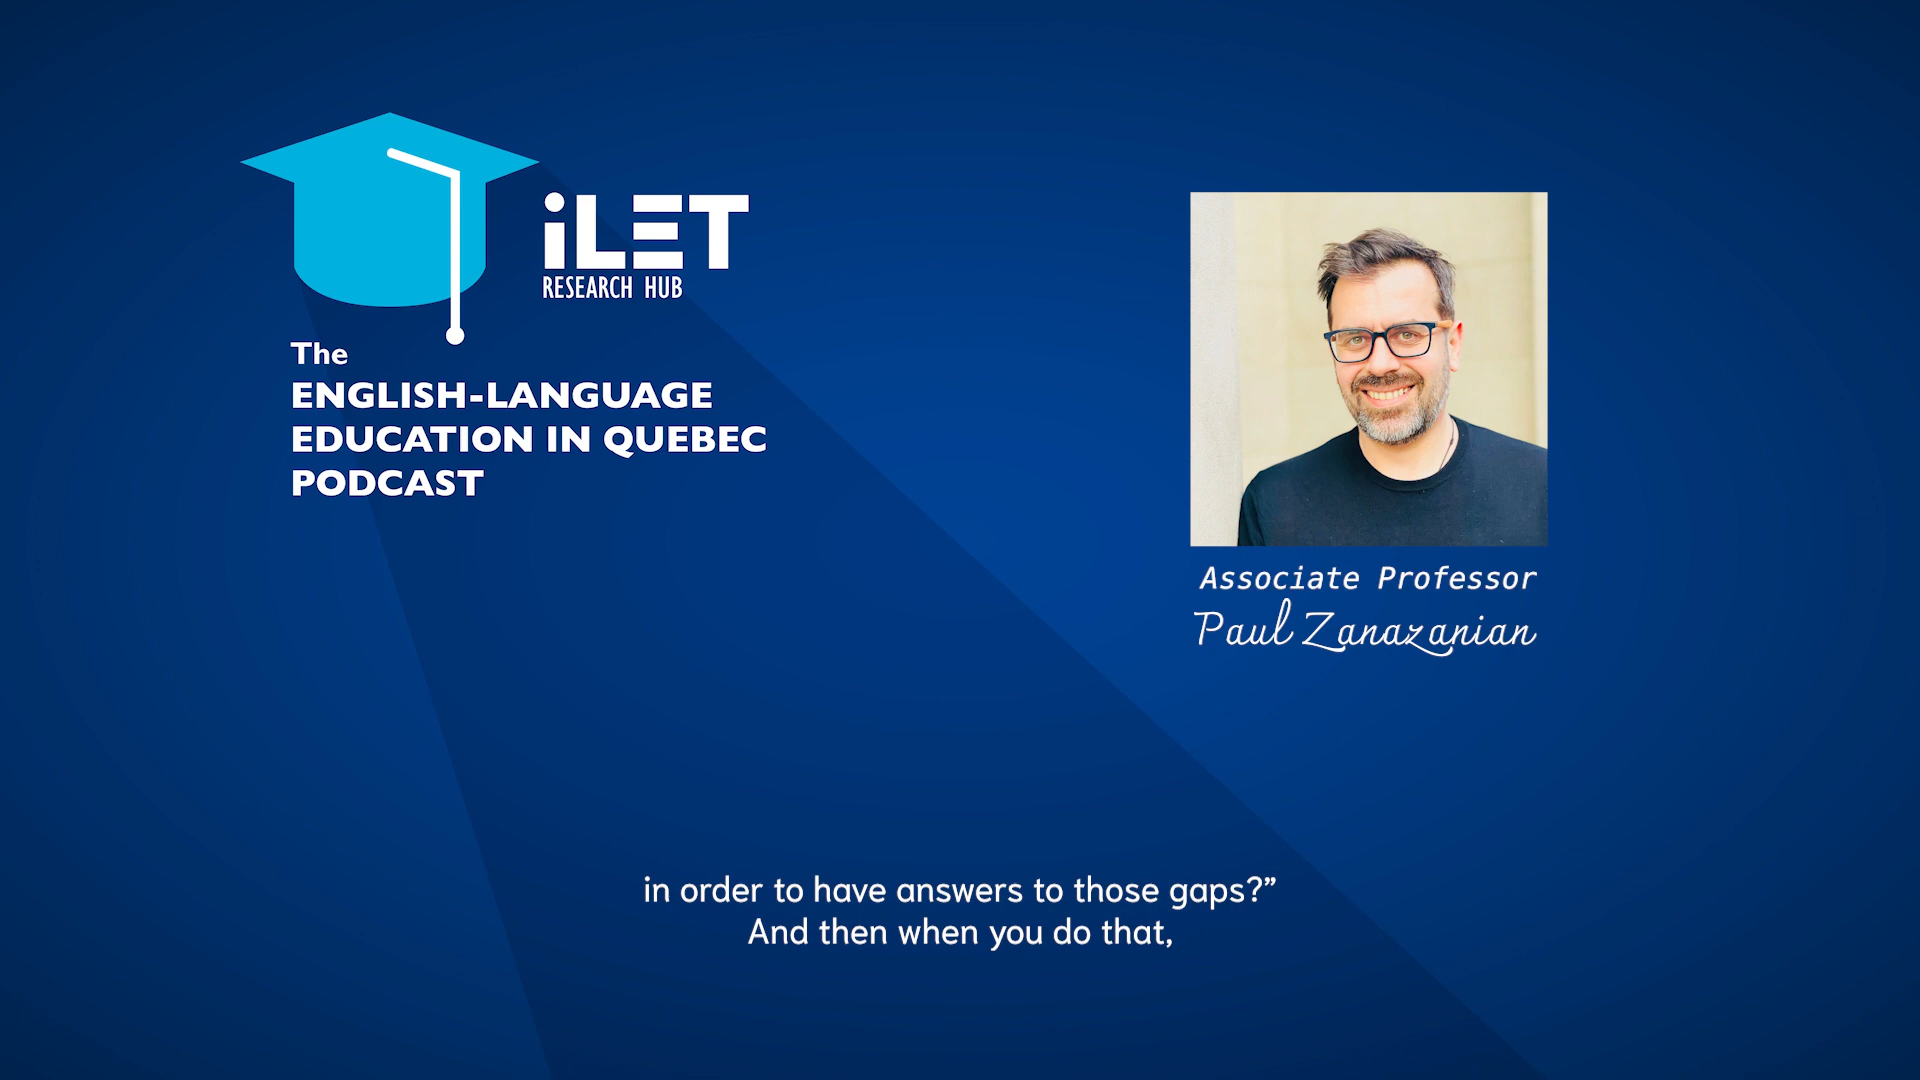 iLET
RESEARCH HUB
The
ENGLISH-LANGUAGE
EDUCATION IN QUEBEC
PODCAST
Associate Professor
Paul Zanazanian
in order to have answers to those gaps?”
And then when you do that,